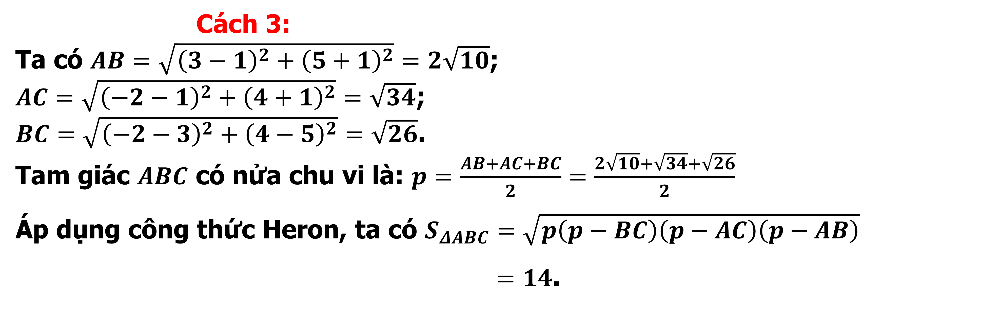 Cách 3:
Ta có $AB = \sqrt{(3-1)^2 + (5+1)^2} = 2\sqrt{10}$;
$AC = \sqrt{(-2-1)^2 + (4+1)^2} = \sqrt{34}$;
$BC = \sqrt{(-2-3)^2 + (4-5)^2} = \sqrt{26}$.
Tam giác $ABC$ có nửa chu vi là: $p = \frac{AB+AC+BC}{2} = \frac{2\sqrt{10}+\sqrt{34}+\sqrt{26}}{2}$
Áp dụng công thức Heron, ta có $S_{\Delta ABC} = \sqrt{p(p-BC)(p-AC)(p-AB)}$
$= 14$.